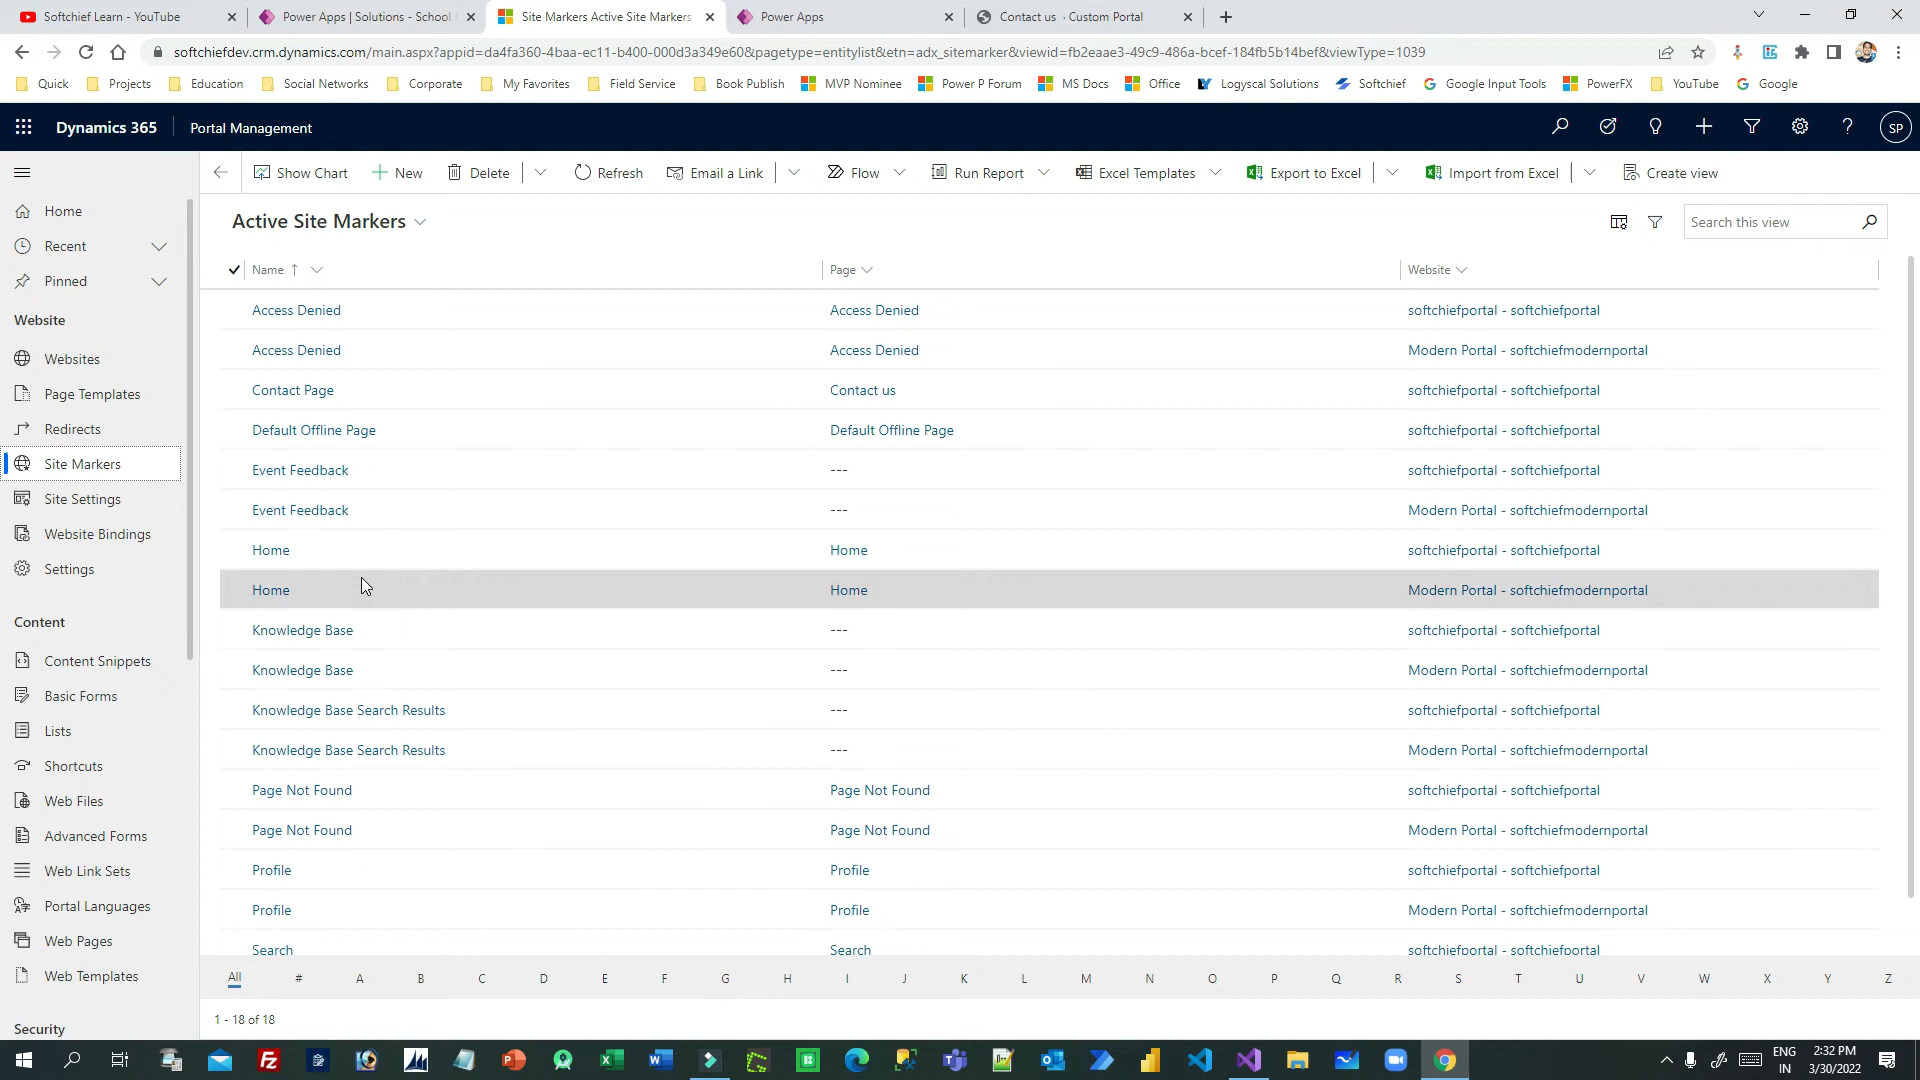 Softchief Learn - YouTube
Power Apps | Solutions - School
Site Markers Active Site Markers
Power Apps
Contact us · Custom Portal
softchiefdev.crm.dynamics.com/main.aspx?appid=da4fa360-4baa-ec11-b400-000d3a349e60&pagetype=entitylist&etn=adx_sitemarker&viewid=fb2eaae3-49c9-486a-bcef-184fb5b14bef&viewType=1039
Quick Projects Education Social Networks Corporate My Favorites Field Service Book Publish MVP Nominee Power P Forum MS Docs Office Logyscal Solutions Softchief Google Input Tools PowerFX YouTube Google
Dynamics 365 Portal Management SP
Show Chart New Delete Refresh Email a Link Flow Run Report Excel Templates Export to Excel Import from Excel Create view
Home
Recent
Pinned
Website
Websites
Page Templates
Redirects
Site Markers
Site Settings
Website Bindings
Settings
Content
Content Snippets
Basic Forms
Lists
Shortcuts
Web Files
Advanced Forms
Web Link Sets
Portal Languages
Web Pages
Web Templates
Security
Active Site Markers
Search this view
Name Page Website
Access Denied Access Denied softchiefportal - softchiefportal
Access Denied Access Denied Modern Portal - softchiefmodernportal
Contact Page Contact us softchiefportal - softchiefportal
Default Offline Page Default Offline Page softchiefportal - softchiefportal
Event Feedback --- softchiefportal - softchiefportal
Event Feedback --- Modern Portal - softchiefmodernportal
Home Home softchiefportal - softchiefportal
Home Home Modern Portal - softchiefmodernportal
Knowledge Base --- softchiefportal - softchiefportal
Knowledge Base --- Modern Portal - softchiefmodernportal
Knowledge Base Search Results --- softchiefportal - softchiefportal
Knowledge Base Search Results --- Modern Portal - softchiefmodernportal
Page Not Found Page Not Found softchiefportal - softchiefportal
Page Not Found Page Not Found Modern Portal - softchiefmodernportal
Profile Profile softchiefportal - softchiefportal
Profile Profile Modern Portal - softchiefmodernportal
Search Search softchiefportal - softchiefportal
All # A B C D E F G H I J K L M N O P Q R S T U V W X Y Z
1 - 18 of 18
ENG
IN
2:32 PM
3/30/2022